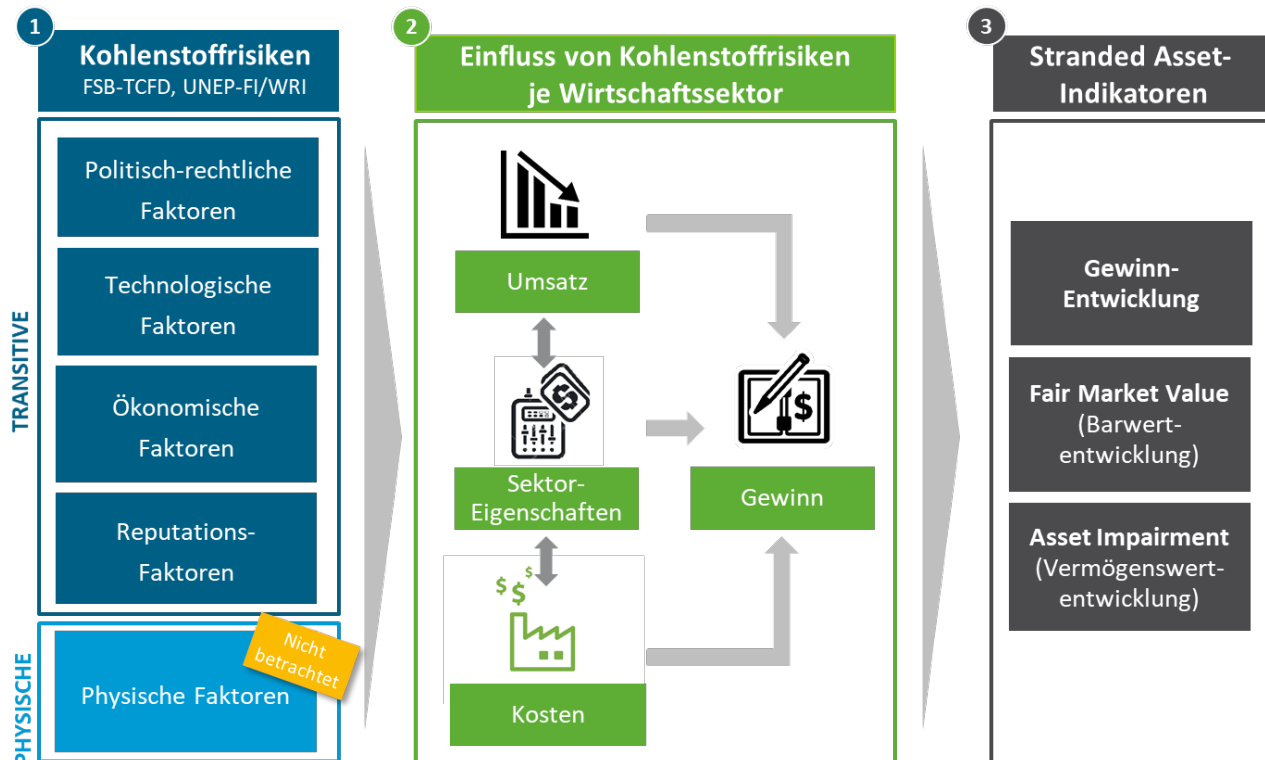 1
Kohlenstoffrisiken
FSB-TCFD, UNEP-FI/WRI
TRANSITIVE
Politisch-rechtliche
Faktoren
Technologische
Faktoren
Ökonomische
Faktoren
Reputations-
Faktoren
PHYSISCHE
Nicht
betrachtet
Physische Faktoren
2
Einfluss von Kohlenstoffrisiken
je Wirtschaftssektor
Umsatz
$
Sektor-
Eigenschaften
$
Gewinn
$ $ $
Kosten
3
Stranded Asset-
Indikatoren
Gewinn-
Entwicklung
Fair Market Value
(Barwert-
entwicklung)
Asset Impairment
(Vermögenswert-
entwicklung)